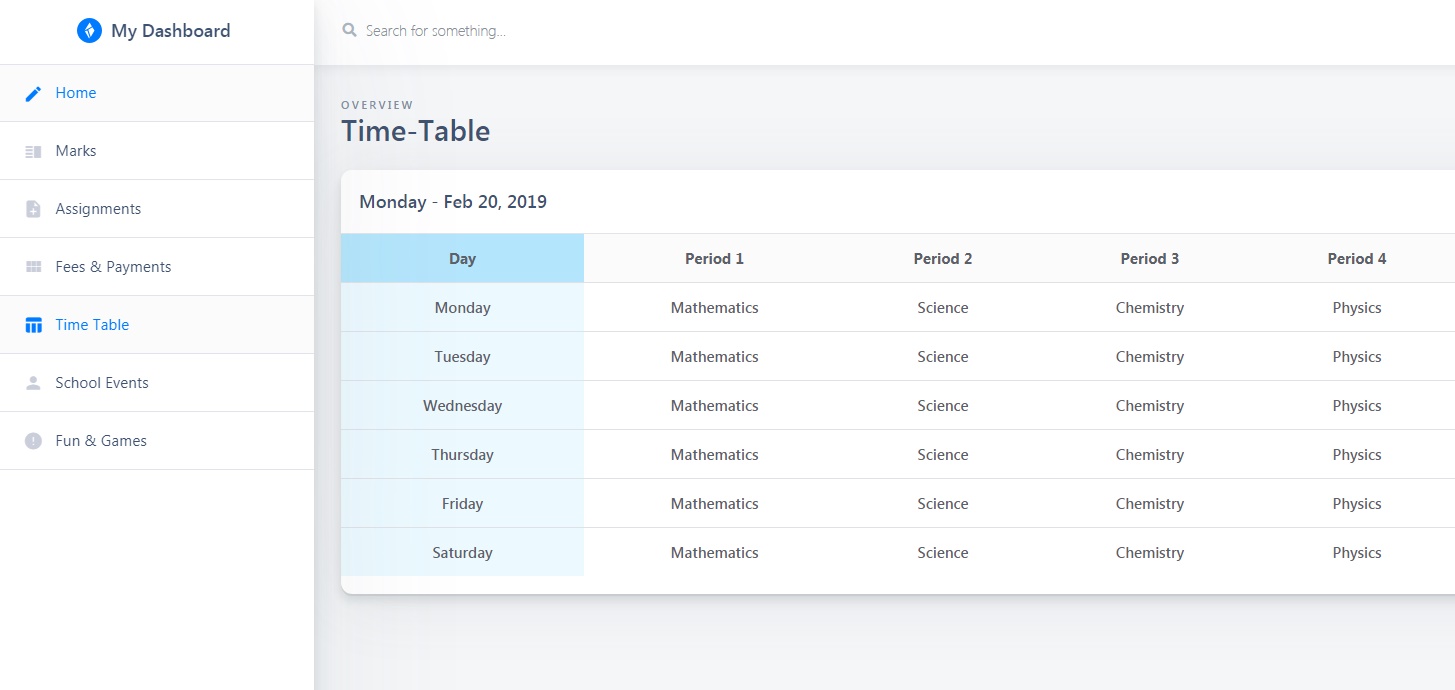 My Dashboard
Search for something...
Home
Marks
Assignments
Fees & Payments
Time Table
School Events
Fun & Games
OVERVIEW
Time-Table
Monday - Feb 20, 2019
Day Period 1 Period 2 Period 3 Period 4
Monday Mathematics Science Chemistry Physics
Tuesday Mathematics Science Chemistry Physics
Wednesday Mathematics Science Chemistry Physics
Thursday Mathematics Science Chemistry Physics
Friday Mathematics Science Chemistry Physics
Saturday Mathematics Science Chemistry Physics